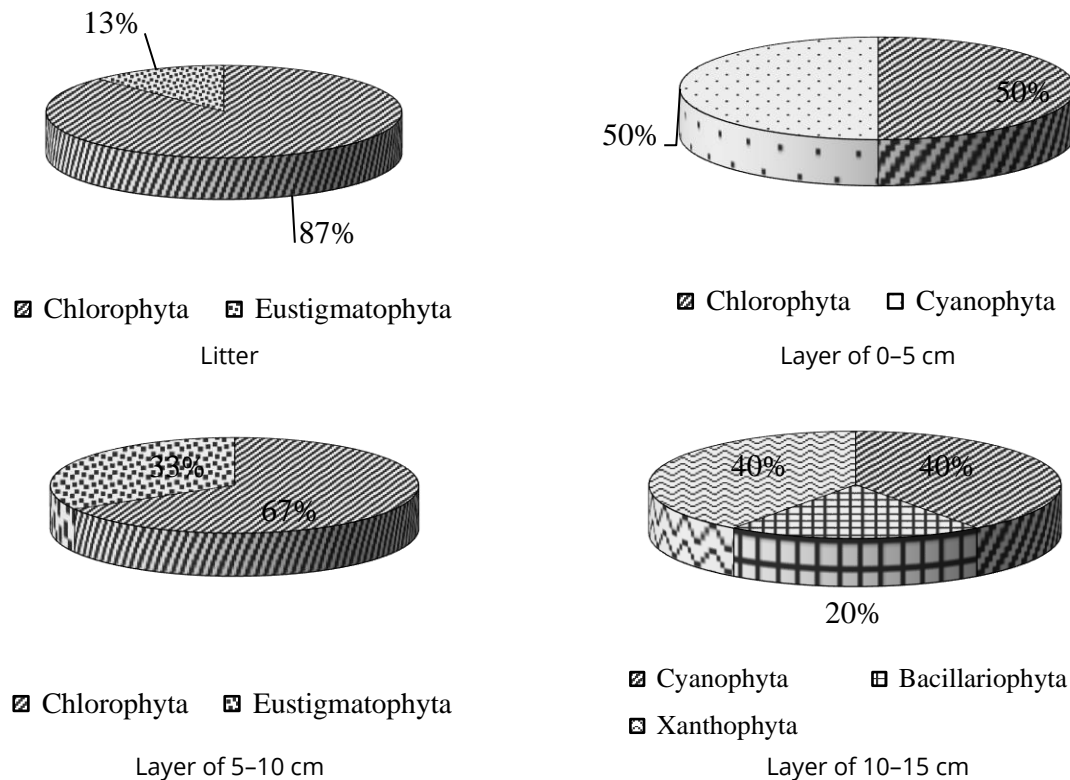 13%
87%
Chlorophyta Eustigmatophyta
Litter
50%
50%
Chlorophyta Cyanophyta
Layer of 0–5 cm
33%
67%
Chlorophyta Eustigmatophyta
Layer of 5–10 cm
40% 40%
20%
Cyanophyta Bacillariophyta
Xanthophyta
Layer of 10–15 cm